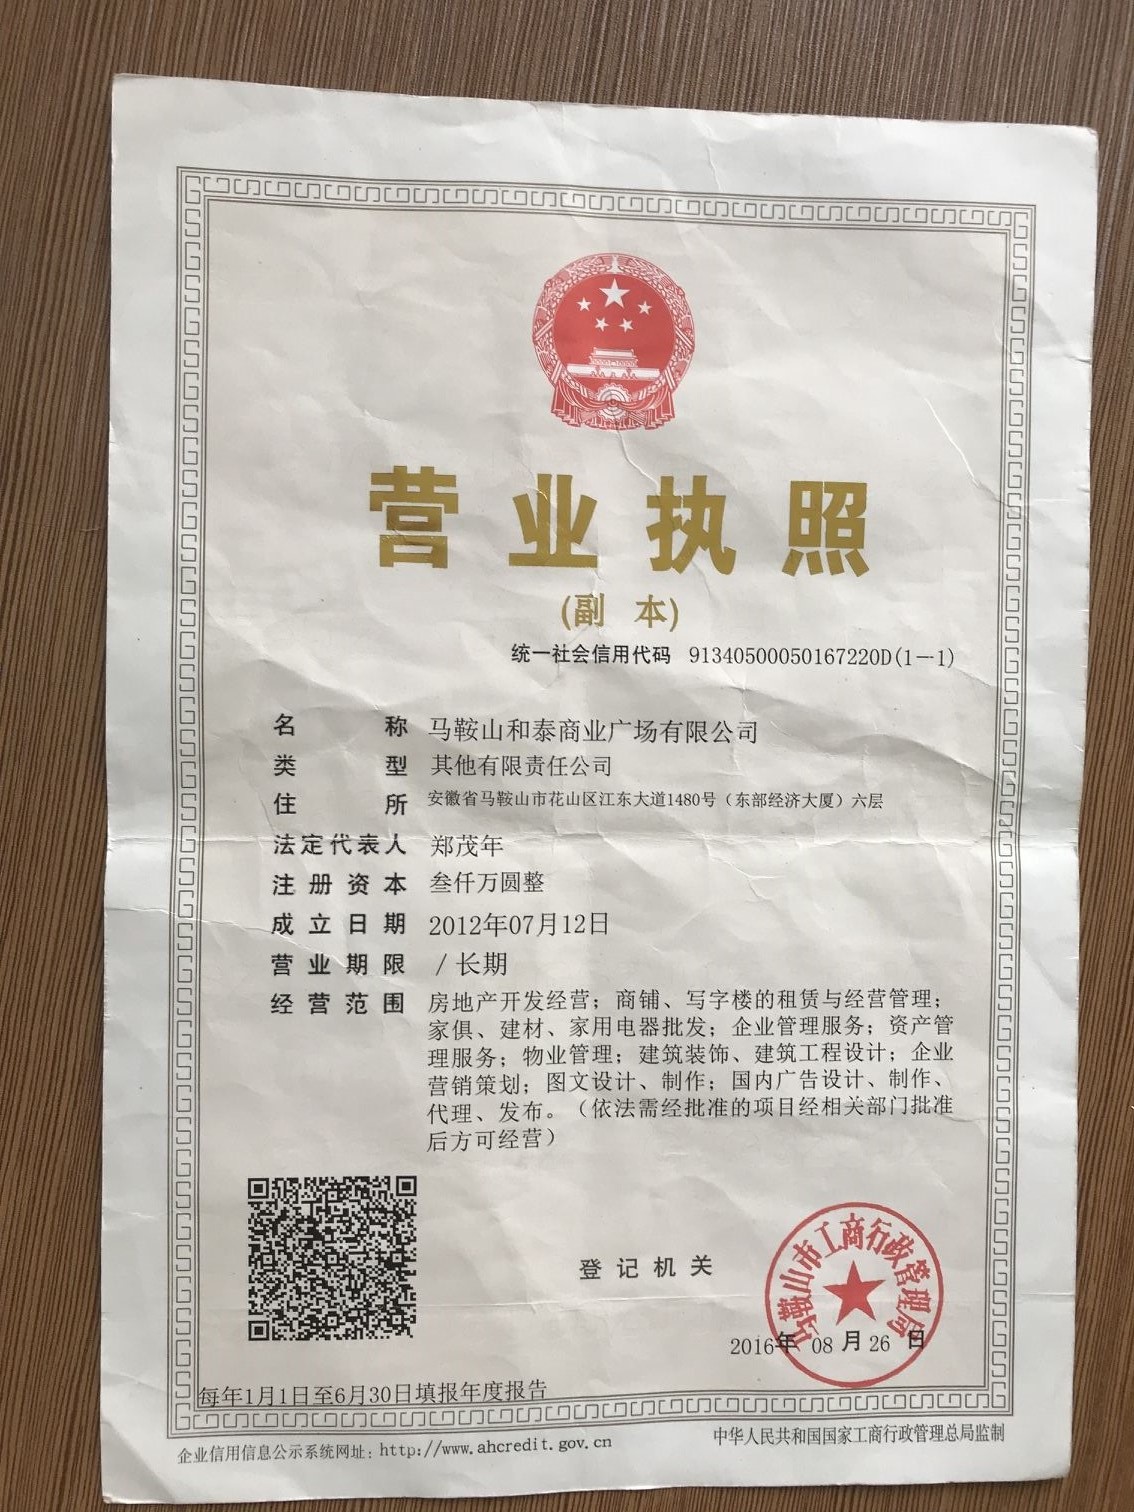 营业执照
(副 本)
统一社会信用代码 91340500050167220D(1-1)
名称 马鞍山和泰商业广场有限公司
类型 其他有限责任公司
住所 安徽省马鞍山市花山区江东大道1480号（东部经济大厦）六层
法定代表人 郑茂年
注册资本 叁仟万圆整
成立日期 2012年07月12日
营业期限 /长期
经营范围 房地产开发经营；商铺、写字楼的租赁与经营管理；
家俱、建材、家用电器批发；企业管理服务；资产管
理服务；物业管理；建筑装饰、建筑工程设计；企业
营销策划；图文设计、制作；国内广告设计、制作、
代理、发布。（依法需经批准的项目经相关部门批准
后方可经营）
马鞍山市工商行政管理局
登记机关
2016年 08月26日
每年1月1日至6月30日填报年度报告
企业信用信息公示系统网址：http://www.ahcredit.gov.cn
中华人民共和国国家工商行政管理总局监制